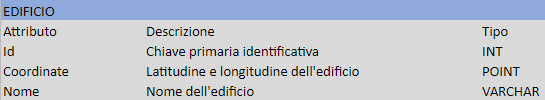 EDIFICIO
Attributo Descrizione Tipo
Id Chiave primaria identificativa INT
Coordinate Latitudine e longitudine dell'edificio POINT
Nome Nome dell'edificio VARCHAR